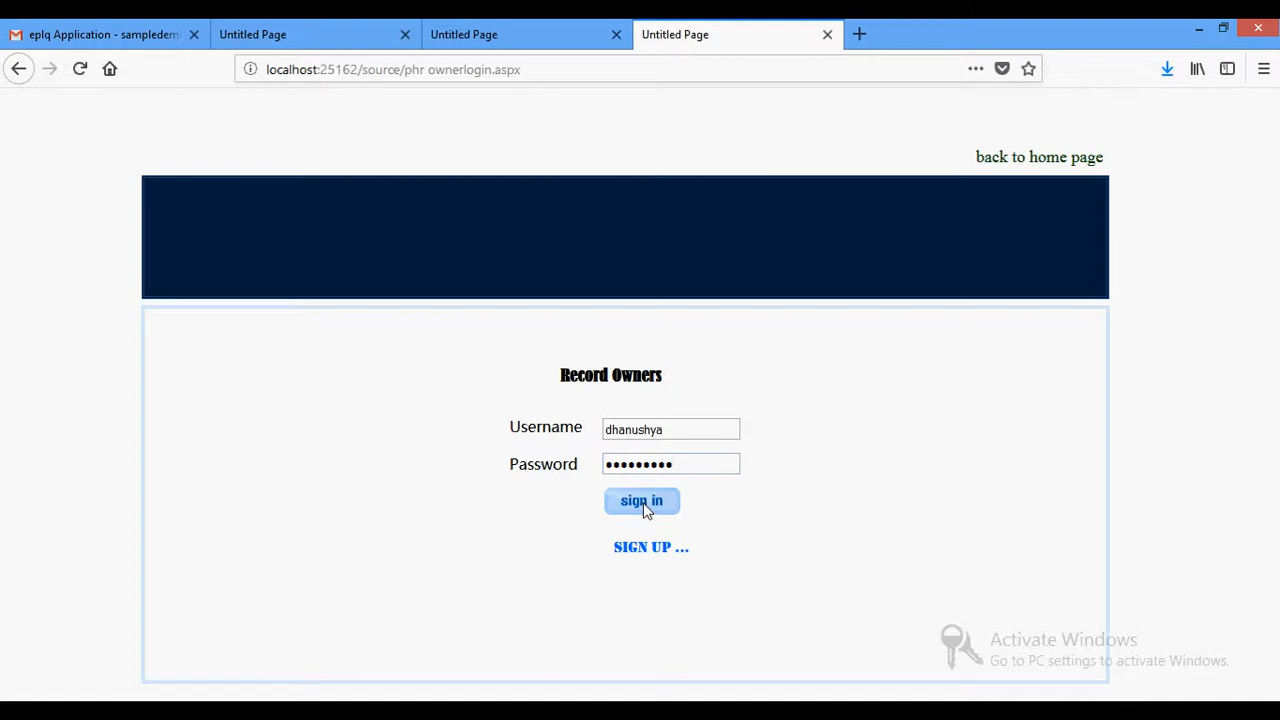 eplq Application - sampledem
Untitled Page
Untitled Page
Untitled Page
localhost:25162/source/phr ownerlogin.aspx
back to home page
Record Owners
Username
dhanushya
Password
sign in
SIGN UP ...
Activate Windows
Go to PC settings to activate Windows.